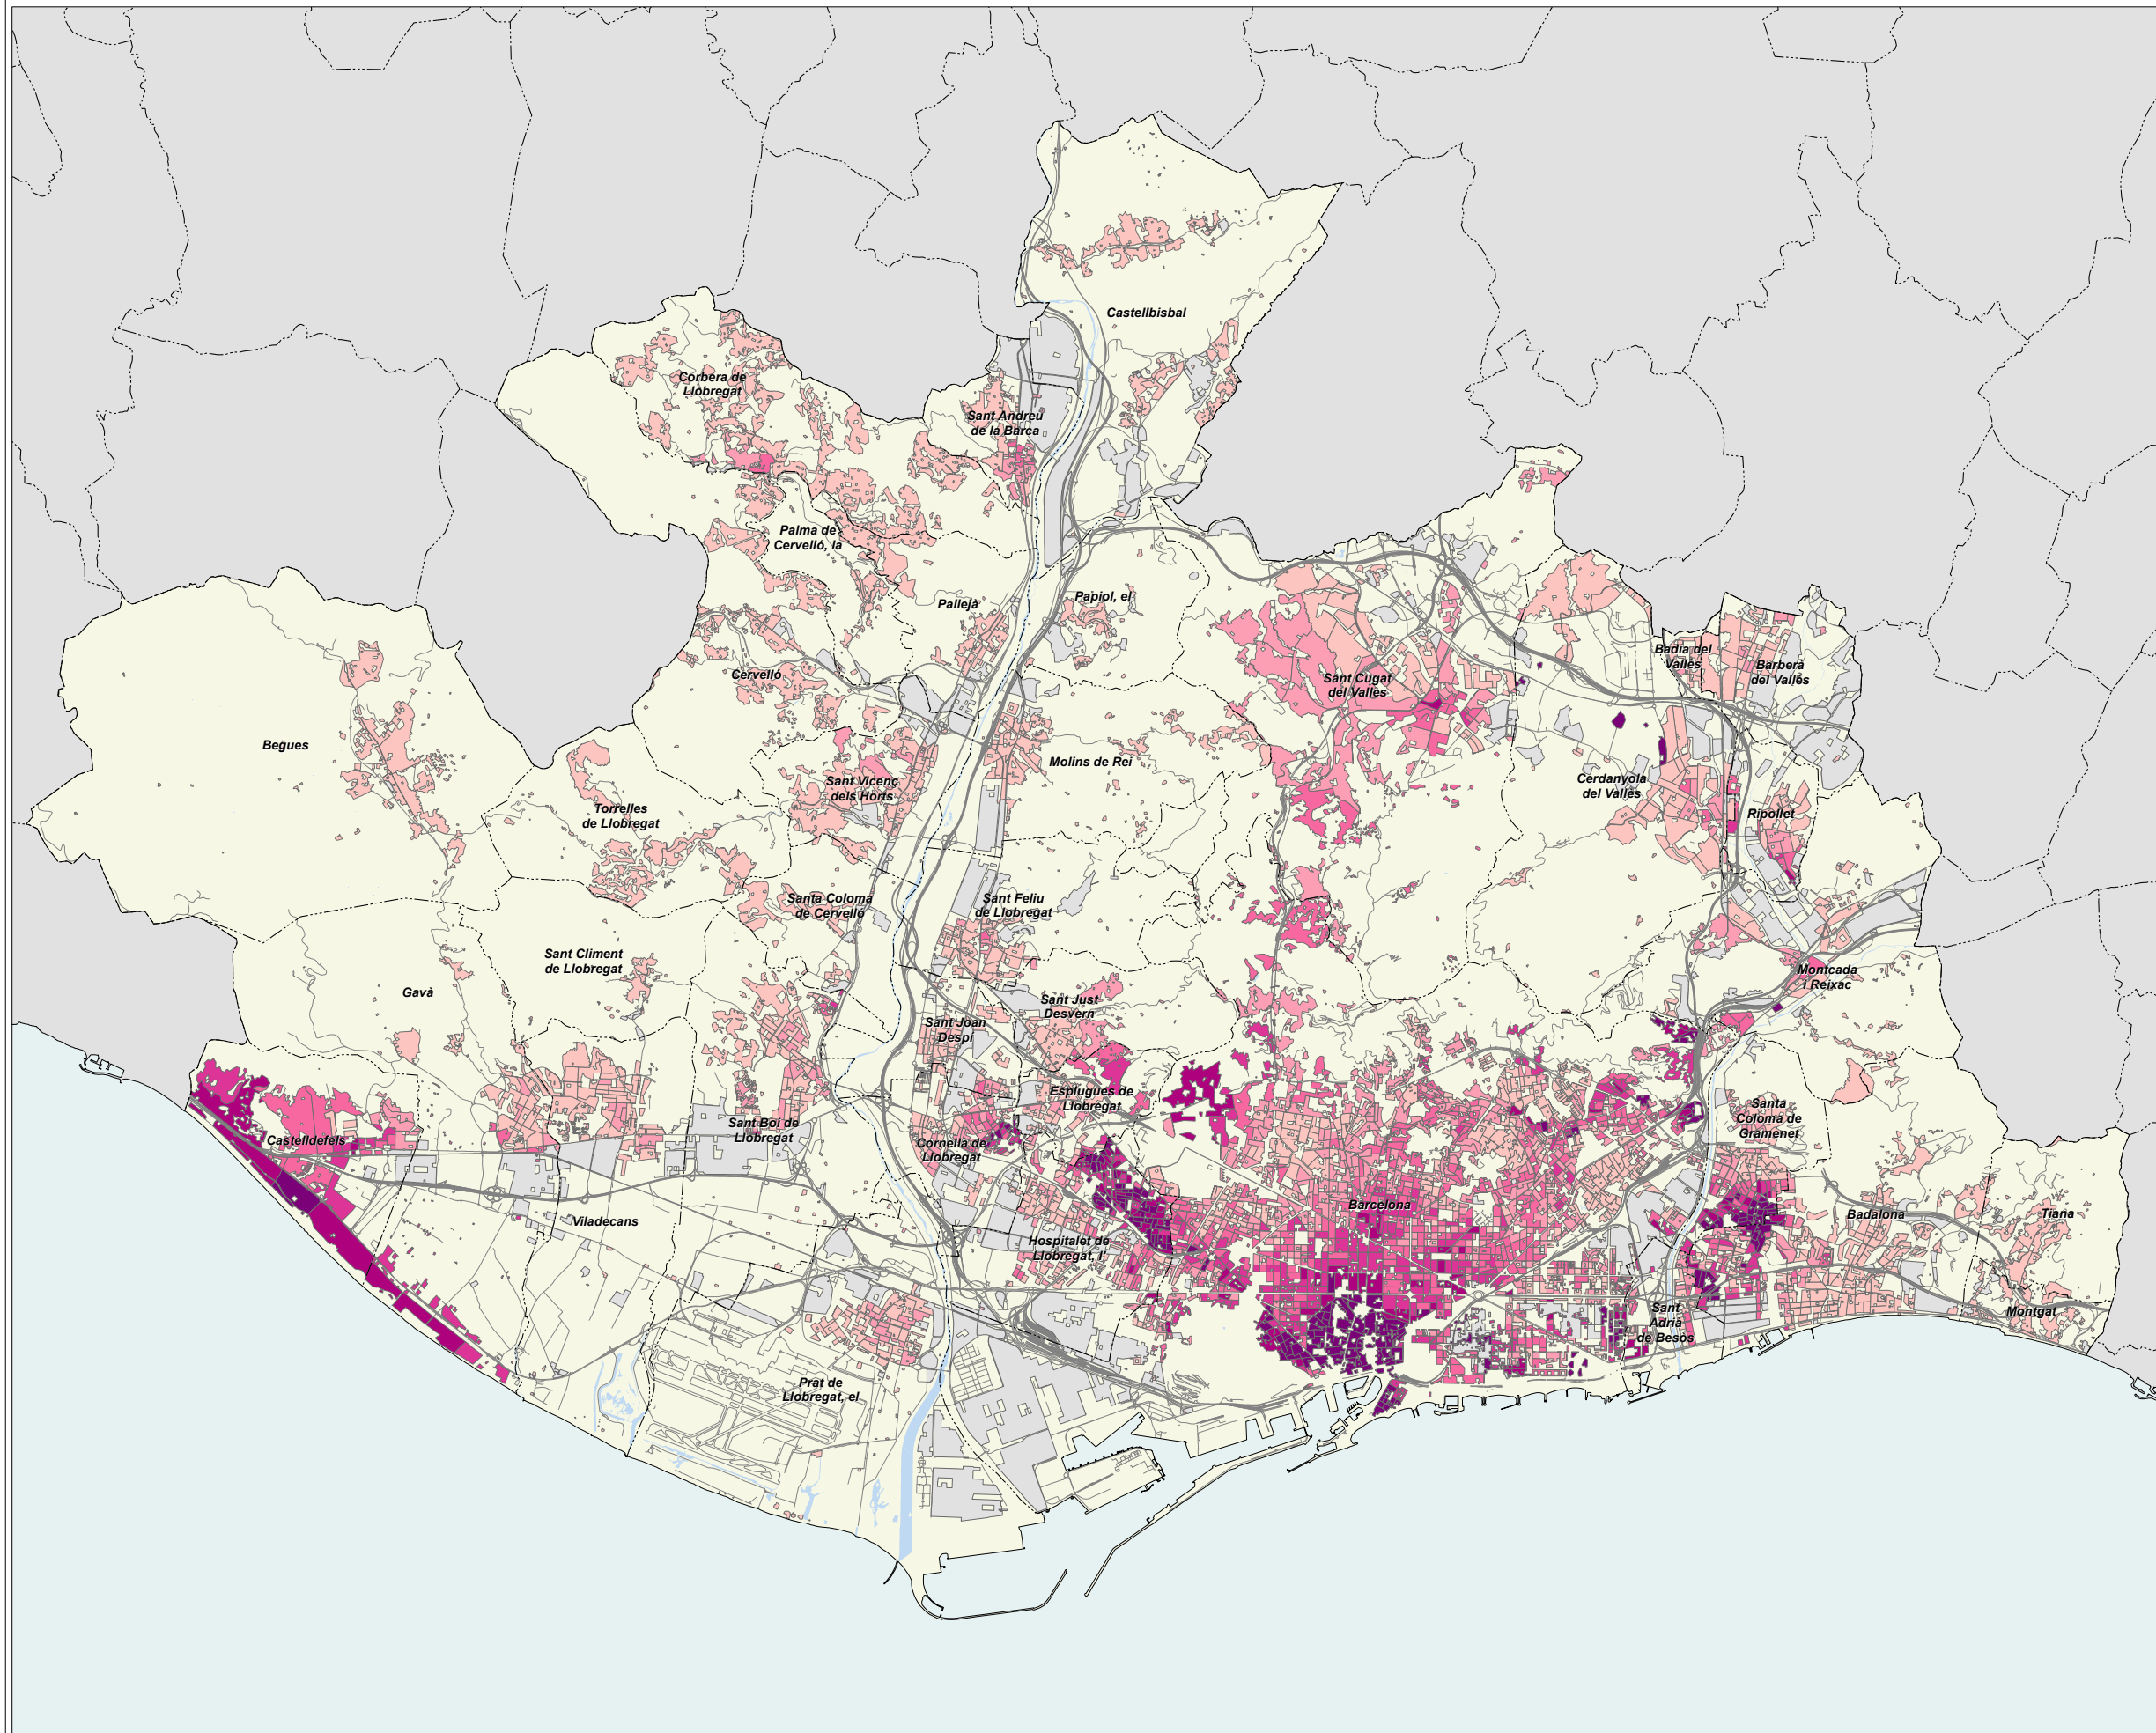 Castellbisbal
Corbera de
Llobregat
Sant Andreu
de la Barca
Palma de
Cervelló, la
Pallejà
Papiol, el
Badia del
Vallès
Barberà
del Vallès
Cervelló
Sant Cugat
del Vallès
Begues
Molins de Rei
Sant Vicenç
dels Horts
Cerdanyola
del Vallès
Torrelles
de Llobregat
Ripollet
Santa Coloma
de Cervelló
Sant Feliu
de Llobregat
Sant Climent
de Llobregat
Montcada
i Reixac
Gavà
Sant Just
Desvern
Sant Joan
Despí
Esplugues de
Llobregat
Santa
Coloma de
Gramenet
Sant Boi de
Llobregat
Castelldefels
Cornellà de
Llobregat
Barcelona
Badalona
Tiana
Viladecans
Hospitalet de
Llobregat, l'
Sant
Adrià
de Besòs
Montgat
Prat de
Llobregat, el